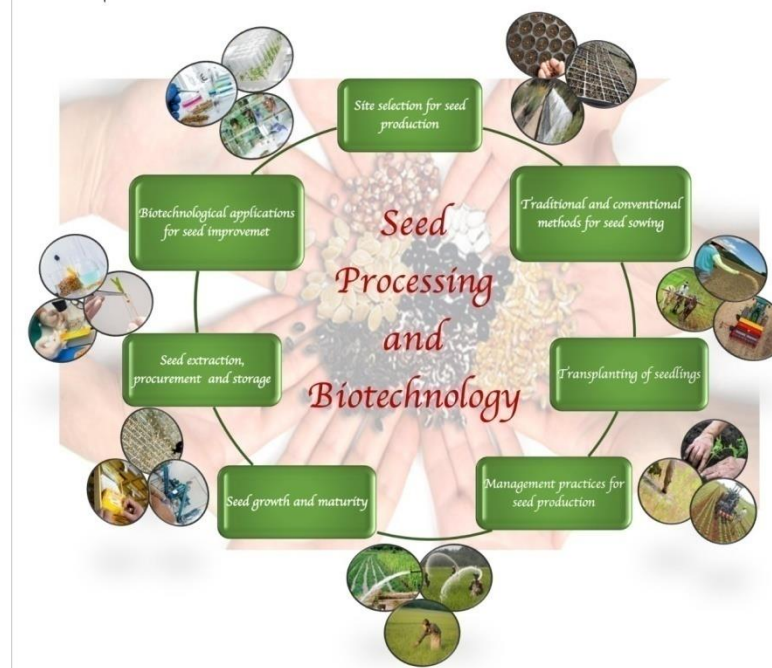 Site selection for seed
production
Traditional and conventional
methods for seed sowing
Transplanting of seedlings
Management practices for
seed production
Seed growth and maturity
Seed extraction,
procurement and storage
Biotechnological applications
for seed improvemet
Seed
Processing
and
Biotechnology